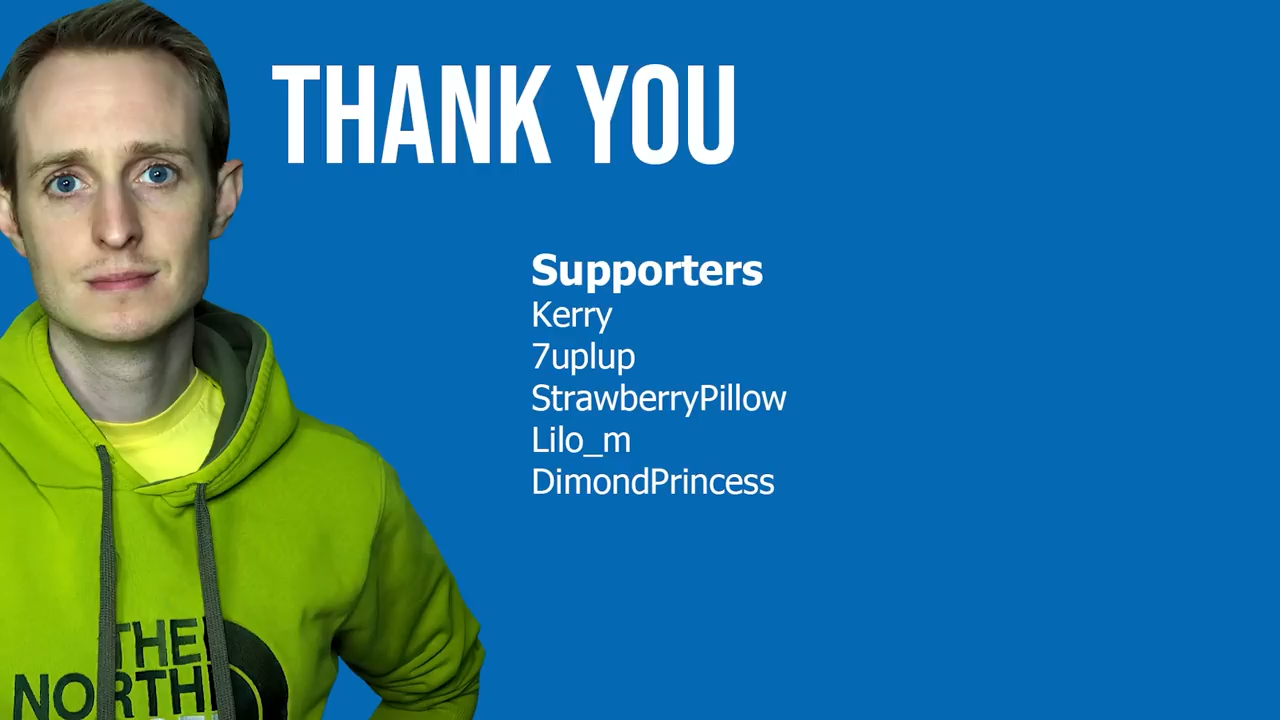 THANK YOU
Supporters
Kerry
7uplup
StrawberryPillow
Lilo_m
DimondPrincess
THE
NORTH